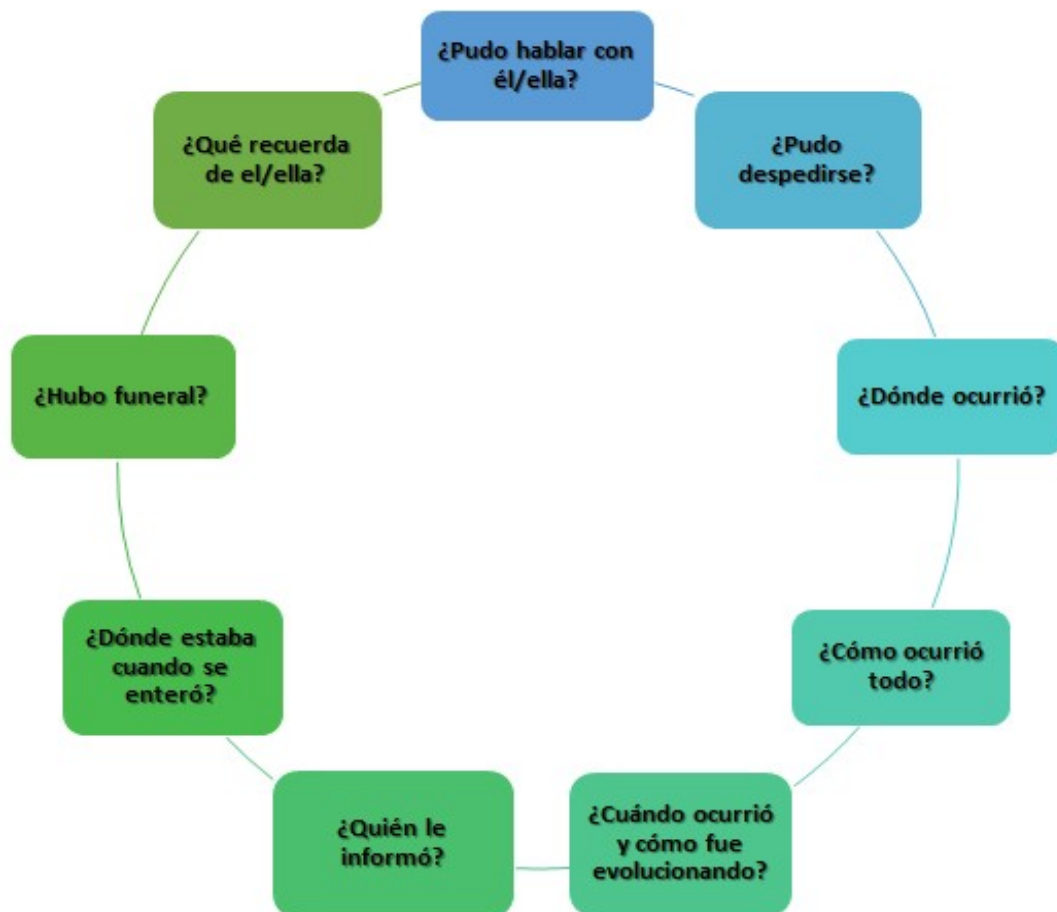 ¿Pudo hablar con
él/ella?
¿Pudo
despedirse?
¿Dónde ocurrió?
¿Cómo ocurrió
todo?
¿Cuándo ocurrió
y cómo fue
evolucionando?
¿Quién le
informó?
¿Dónde estaba
cuando se
enteró?
¿Hubo funeral?
¿Qué recuerda
de el/ella?